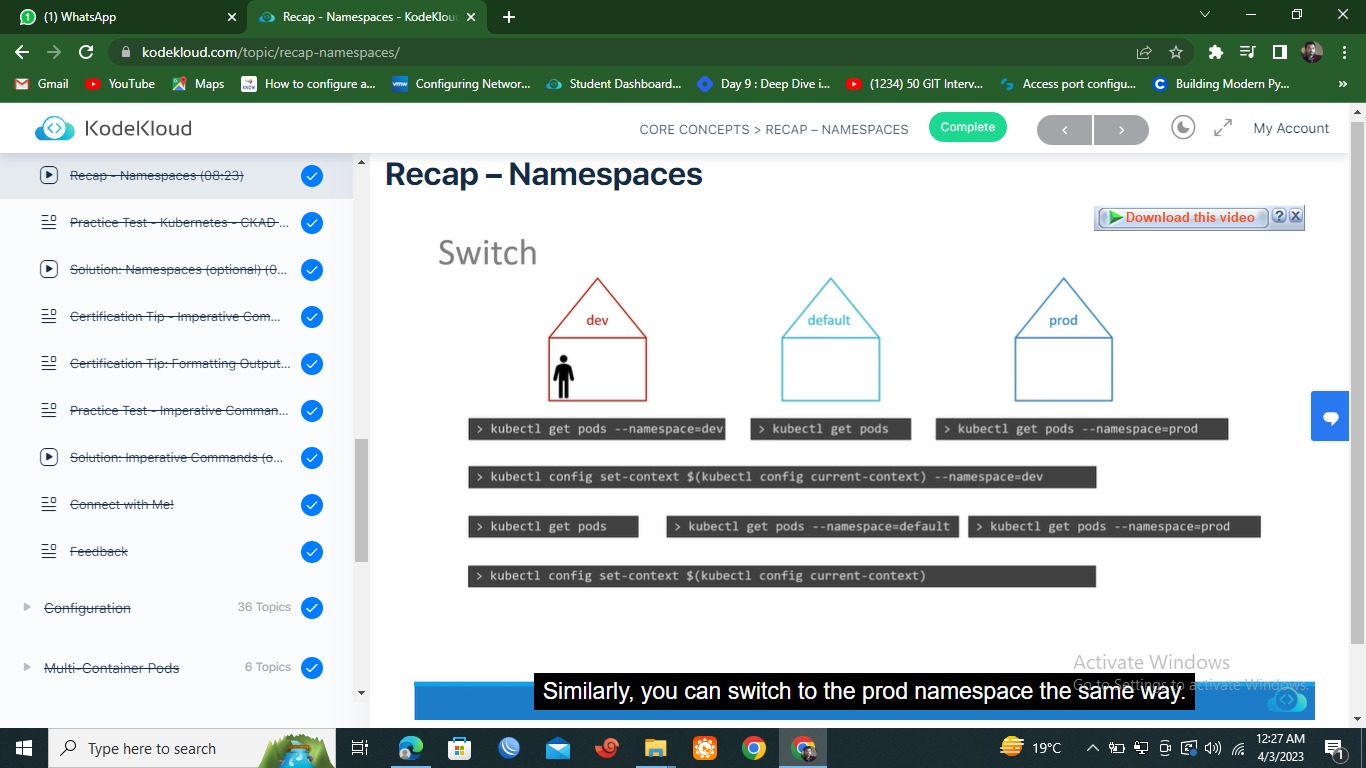 (1) WhatsApp
Recap - Namespaces - KodeKlou
kodekloud.com/topic/recap-namespaces/
Gmail
YouTube
Maps
How to configure a...
Configuring Networ...
Student Dashboard...
Day 9 : Deep Dive i...
(1234) 50 GIT Interv...
Access port configu...
Building Modern Py...
»
KodeKloud
CORE CONCEPTS > RECAP – NAMESPACES
Complete
My Account
Recap - Namespaces (08:23)
Practice Test - Kubernetes - CKAD ...
Solution: Namespaces (optional) (0...
Certification Tip - Imperative Com...
Certification Tip: Formatting Output...
Practice Test - Imperative Comman...
Solution: Imperative Commands (o...
Connect with Me!
Feedback
Configuration 36 Topics
Multi-Container Pods 6 Topics
Recap – Namespaces
Download this video
? X
Switch
dev
default
prod
> kubectl get pods --namespace=dev
> kubectl get pods
> kubectl get pods --namespace=prod
> kubectl config set-context $(kubectl config current-context) --namespace=dev
> kubectl get pods
> kubectl get pods --namespace=default
> kubectl get pods --namespace=prod
> kubectl config set-context $(kubectl config current-context)
Activate Windows
Go to Settings to activate Windows.
Similarly, you can switch to the prod namespace the same way.
Type here to search
19°C
12:27 AM
4/3/2023
1